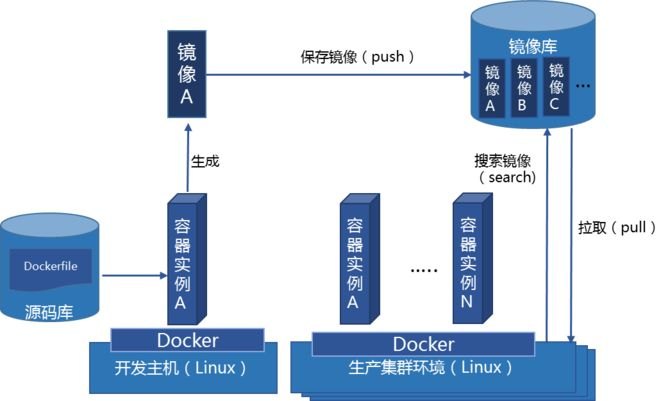 镜像A
保存镜像（push）
镜像库
镜像A
镜像B
镜像C
...
生成
搜索镜像
（search)
拉取（pull）
Dockerfile
源码库
容器实例A
容器实例A
.....
容器实例N
Docker
开发主机（Linux）
Docker
生产集群环境（Linux）